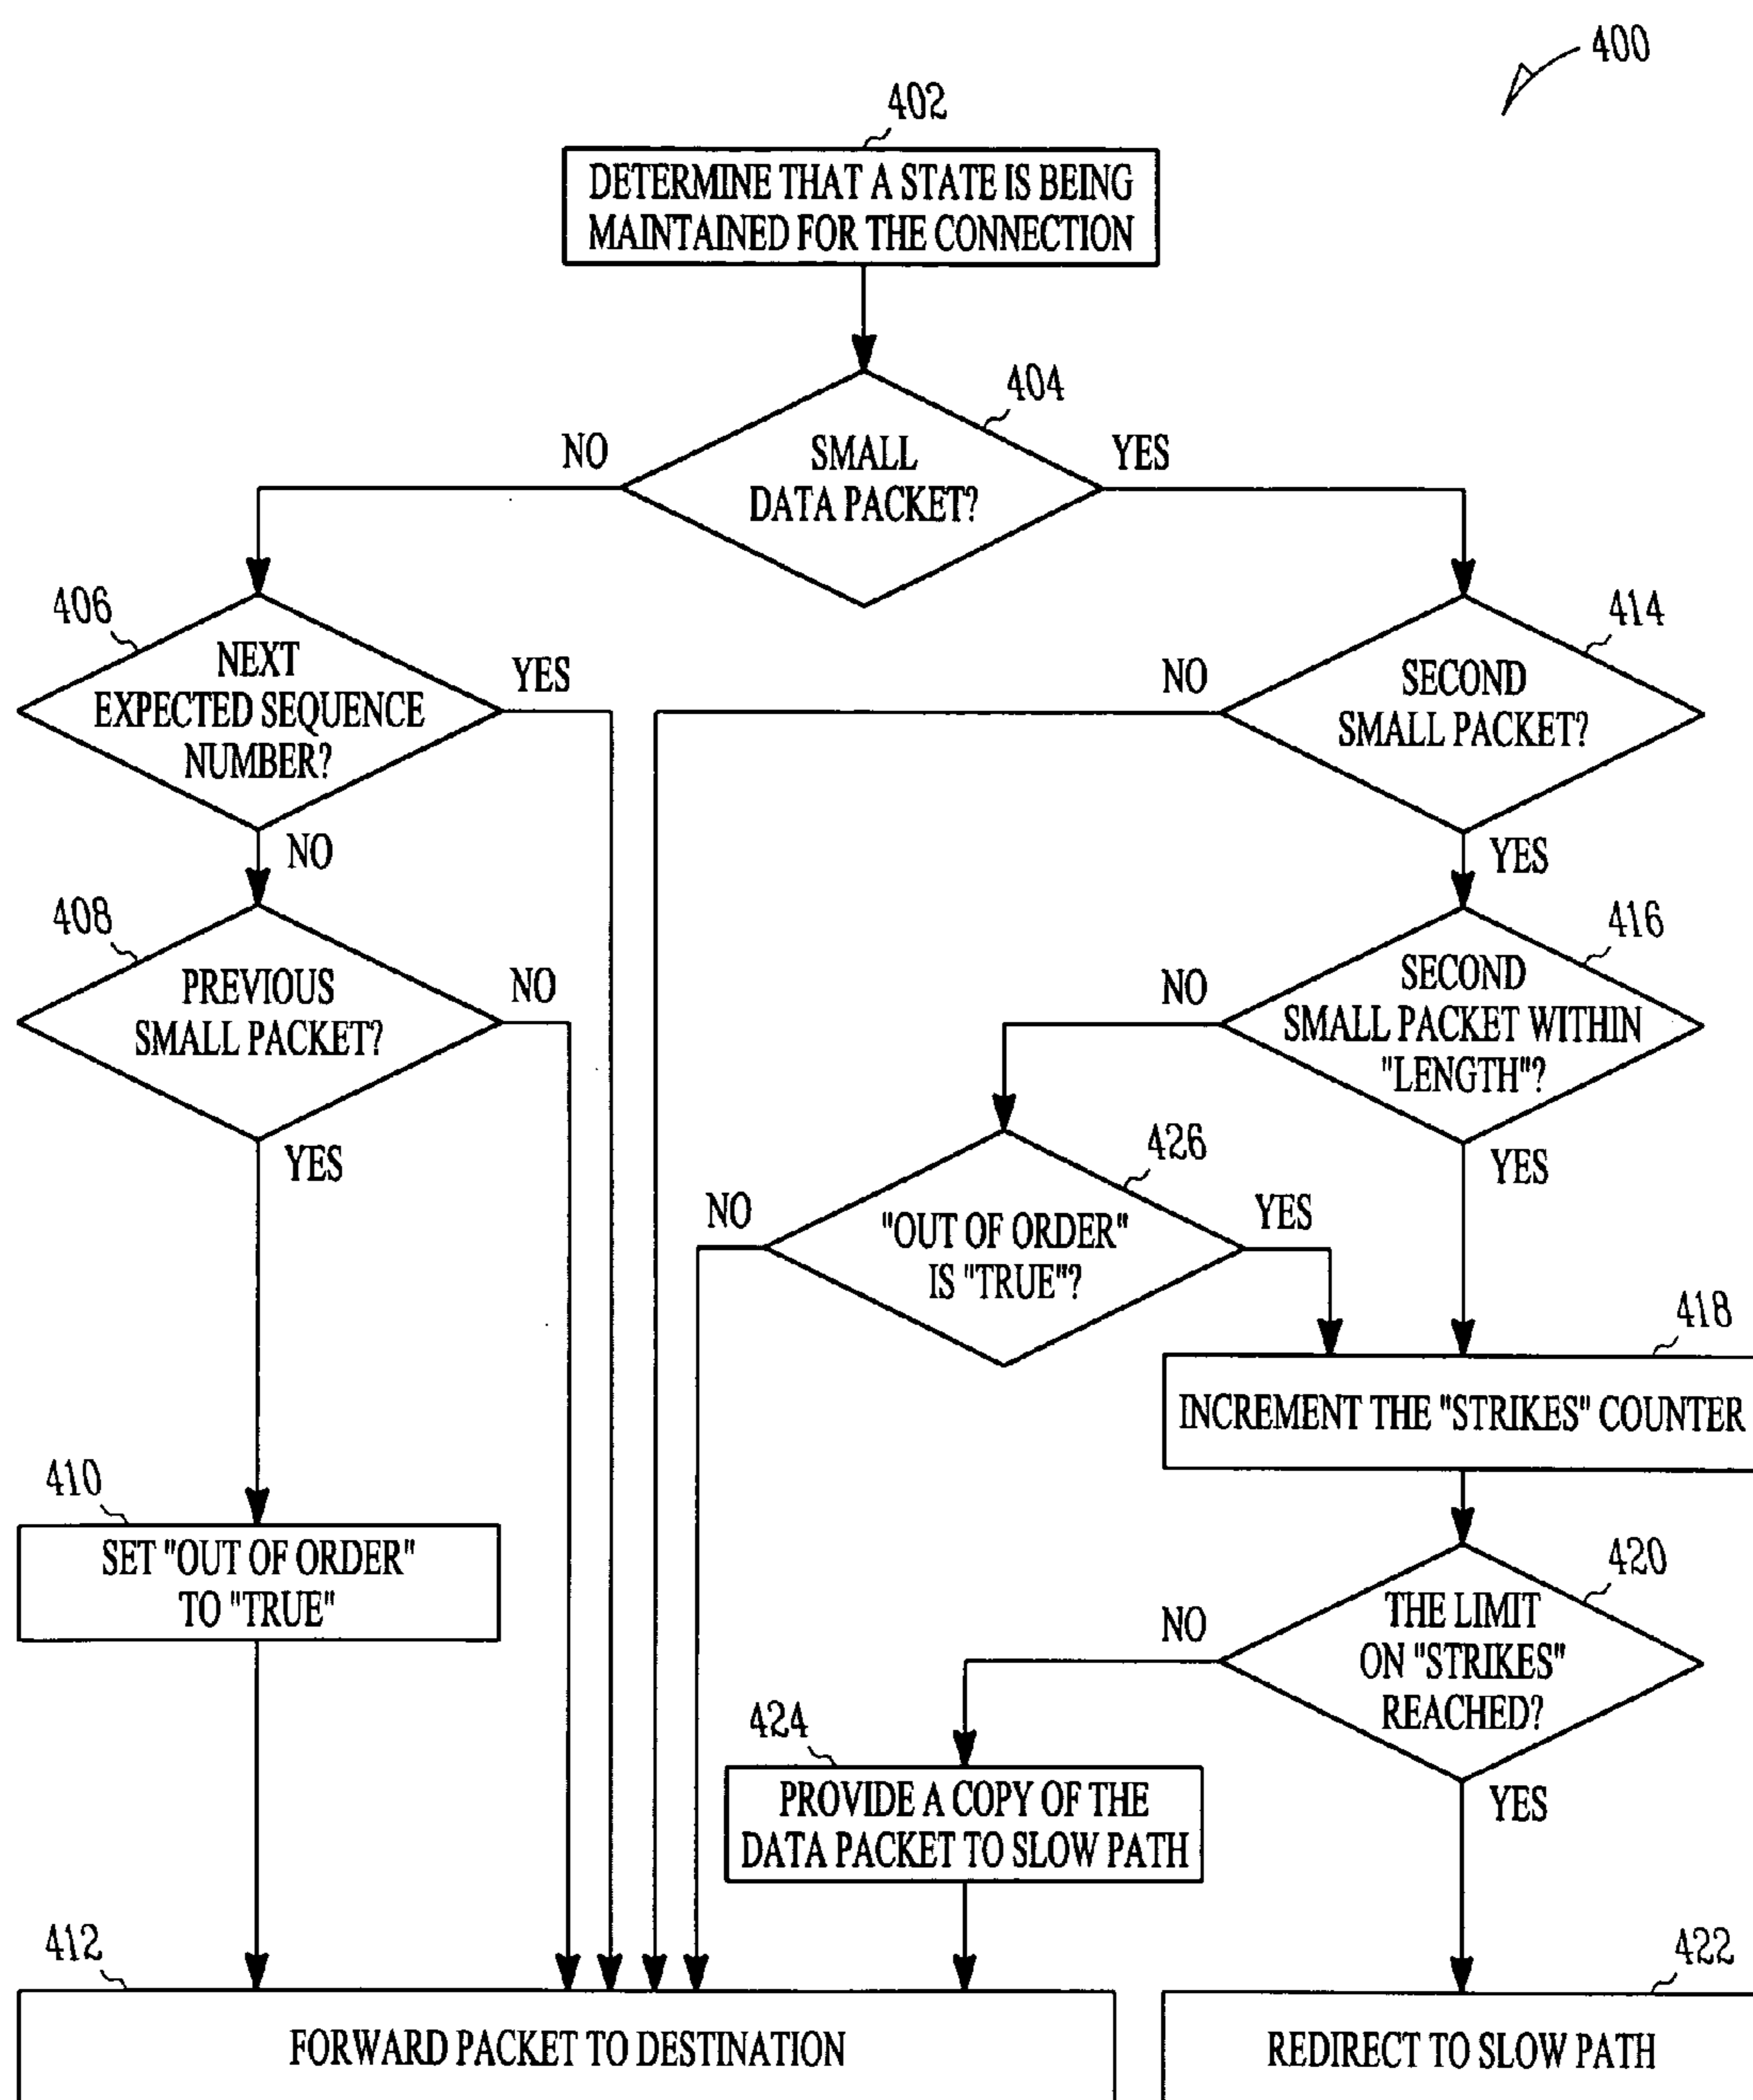 400
402
DETERMINE THAT A STATE IS BEING
MAINTAINED FOR THE CONNECTION
404
NO
SMALL
DATA PACKET?
YES
406
NEXT
EXPECTED SEQUENCE
NUMBER?
YES
NO
414
NO
SECOND
SMALL PACKET?
YES
408
PREVIOUS
SMALL PACKET?
NO
YES
416
NO
SECOND
SMALL PACKET WITHIN
"LENGTH"?
YES
426
NO
"OUT OF ORDER"
IS "TRUE"?
YES
418
INCREMENT THE "STRIKES" COUNTER
410
SET "OUT OF ORDER"
TO "TRUE"
420
NO
THE LIMIT
ON "STRIKES"
REACHED?
YES
424
PROVIDE A COPY OF THE
DATA PACKET TO SLOW PATH
412
FORWARD PACKET TO DESTINATION
422
REDIRECT TO SLOW PATH